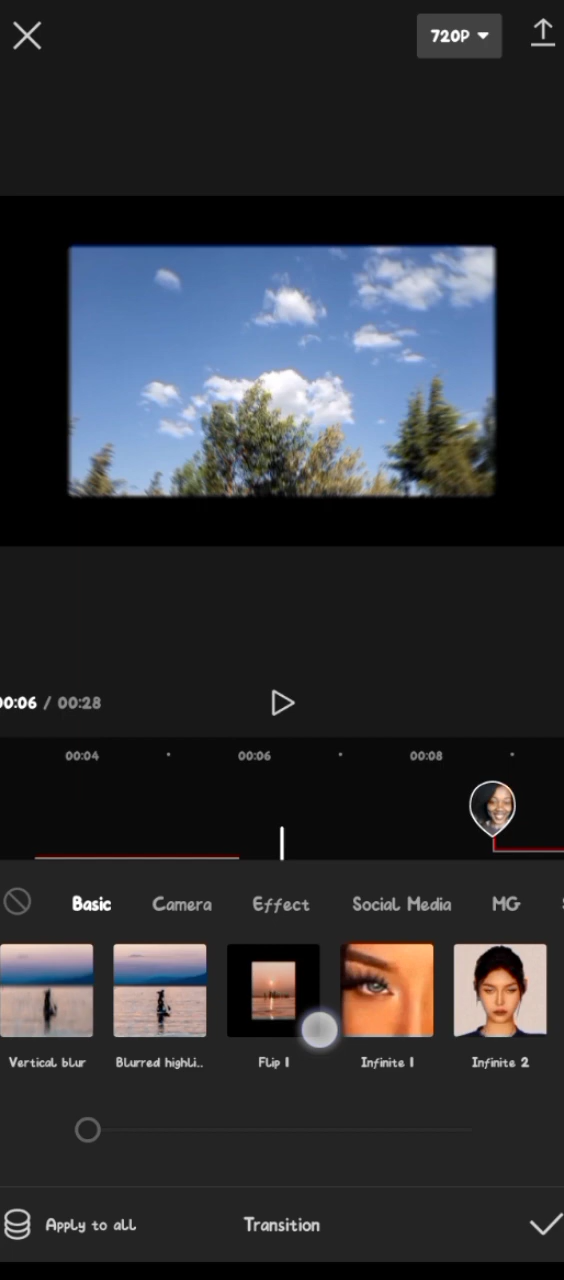 720P
00:06 / 00:28
00:04
00:06
00:08
Basic
Camera
Effect
Social Media
MG
Vertical blur
Blurred highli..
Flip 1
Infinite 1
Infinite 2
Apply to all
Transition